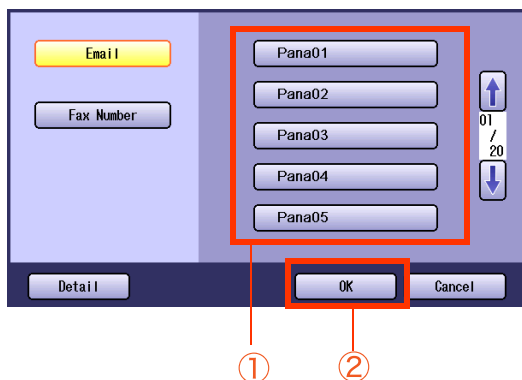 Email
Fax Number
Pana01
Pana02
Pana03
Pana04
Pana05
01
/
20
Detail
OK
Cancel
①
②